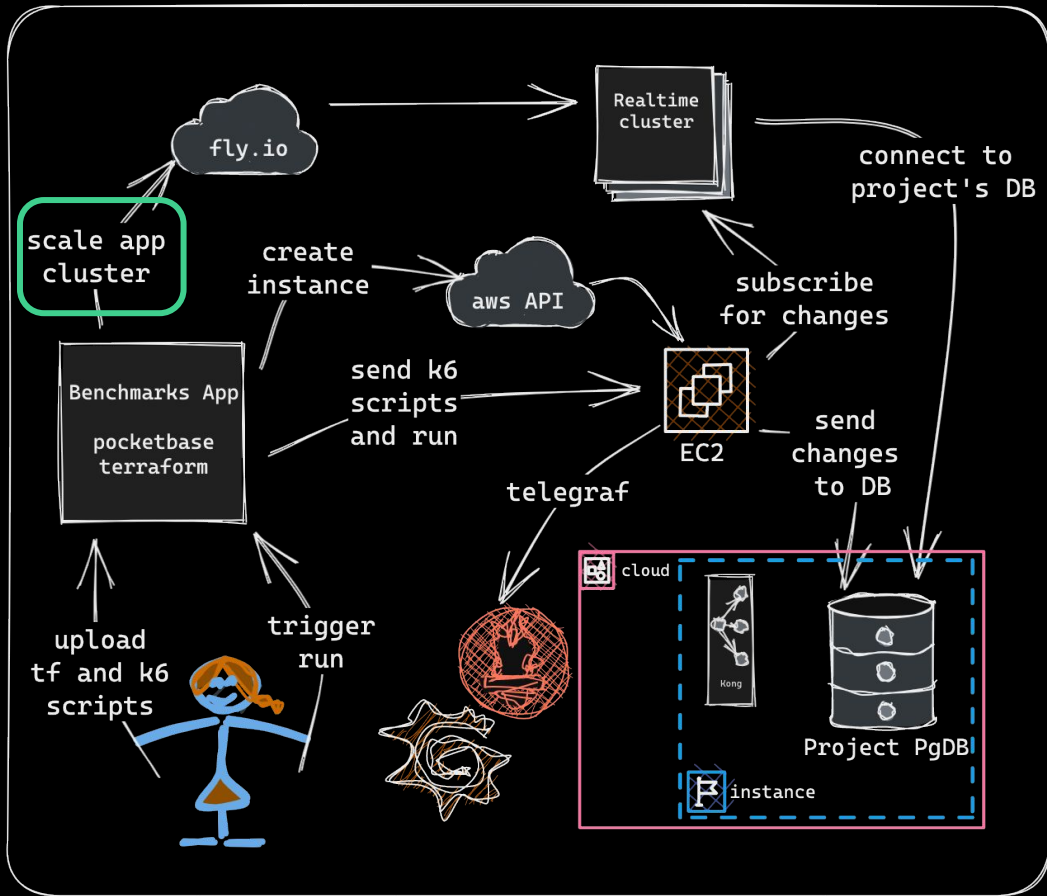 fly.io
Realtime
cluster
connect to
project's DB
scale app
cluster
create
instance
aws API
subscribe
for changes
Benchmarks App
pocketbase
terraform
send k6
scripts
and run
EC2
send
changes
to DB
telegraf
cloud
upload
tf and k6
scripts
trigger
run
Kong
Project PgDB
instance